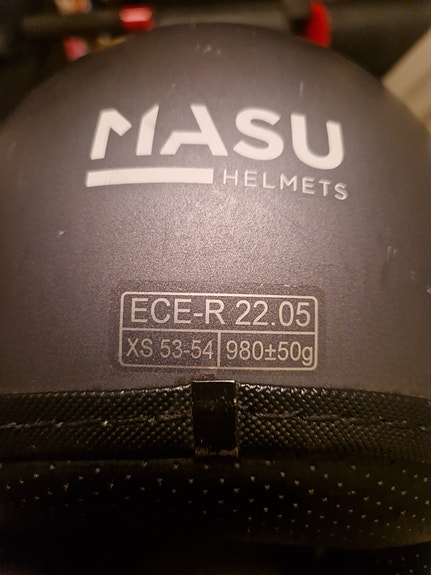 MASU
HELMETS
ECE-R 22.05
XS 53-54 980±50g